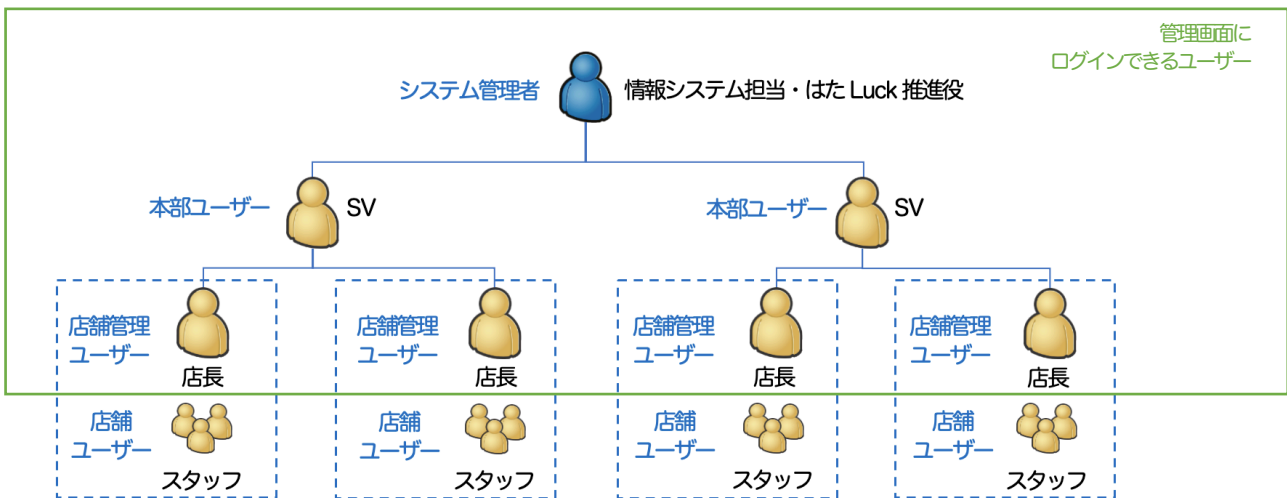 管理画面に
ログインできるユーザー
システム管理者
情報システム担当・はた Luck 推進役
本部ユーザー
SV
本部ユーザー
SV
店舗管理
ユーザー
店長
店舗管理
ユーザー
店長
店舗管理
ユーザー
店長
店舗管理
ユーザー
店長
店舗
ユーザー
スタッフ
店舗
ユーザー
スタッフ
店舗
ユーザー
スタッフ
店舗
ユーザー
スタッフ